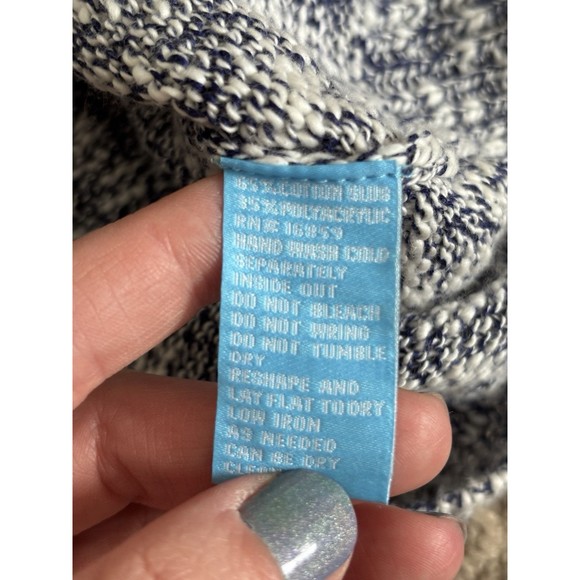 65% COTTON SLUB
35% POLYACRYLIC
RN# 16859
HAND WASH COLD
SEPARATELY
INSIDE OUT
DO NOT BLEACH
DO NOT WRING
DO NOT TUMBLE
DRY
RESHAPE AND
LAY FLAT TO DRY
LOW IRON
AS NEEDED
CAN BE DRY